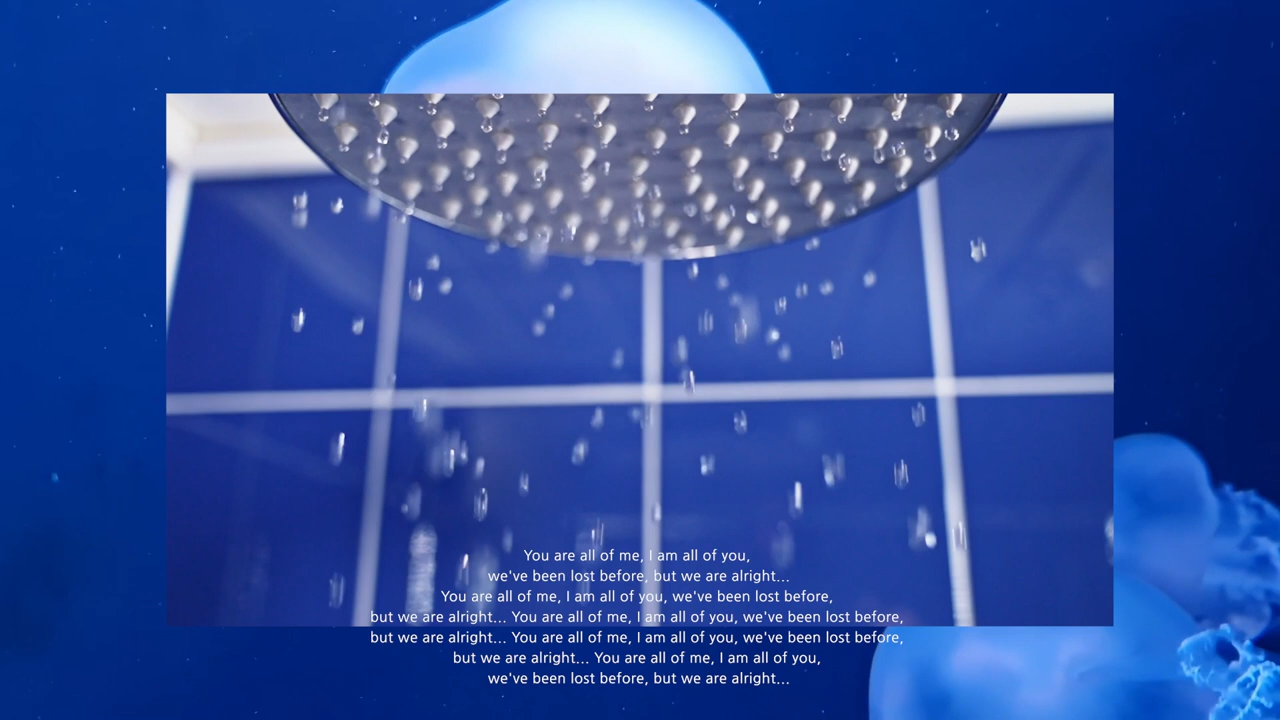 You are all of me, I am all of you,
we've been lost before, but we are alright...
You are all of me, I am all of you, we've been lost before,
but we are alright... You are all of me, I am all of you, we've been lost before,
but we are alright... You are all of me, I am all of you, we've been lost before,
but we are alright... You are all of me, I am all of you,
we've been lost before, but we are alright...